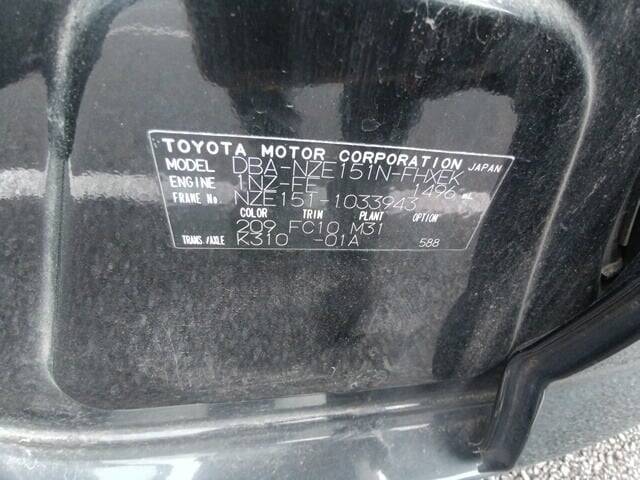 TOYOTA MOTOR CORPORATION JAPAN
MODEL DBA-NZE151N-FHXEK
ENGINE 1NZ-FE 1496 mL
FRAME No. NZE151-1033943
COLOR TRIM PLANT OPTION
209 FC10 M31
TRANS./AXLE K310 -01A 588